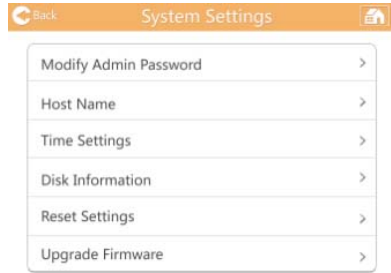 Back System Settings
Modify Admin Password
Host Name
Time Settings
Disk Information
Reset Settings
Upgrade Firmware